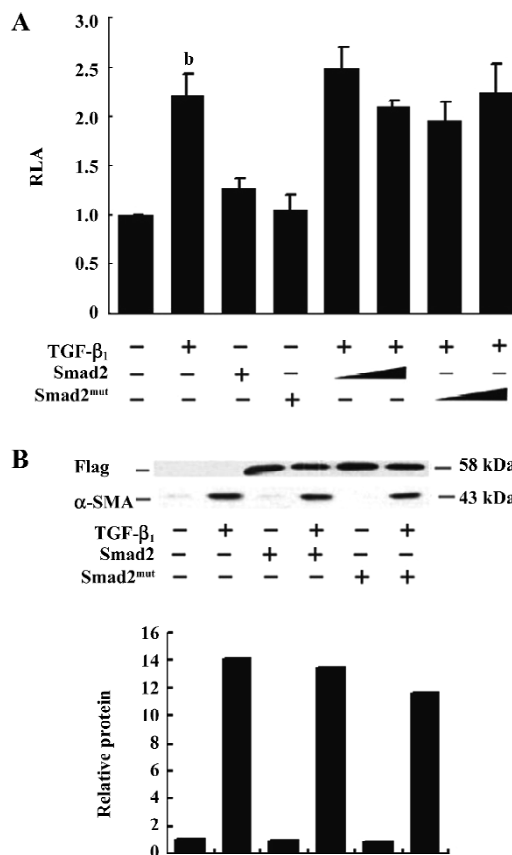 A
3.0
2.5
2.0
1.5
1.0
0.5
0
RLA
b
TGF-β₁ – + – – + + + +
Smad2 – – + – – –
Smad2ᵐᵘᵗ – – – + – –
B
Flag 58 kDa
α-SMA 43 kDa
TGF-β₁ – + – + – +
Smad2 – – + + – –
Smad2ᵐᵘᵗ – – – – + +
16
14
12
10
8
6
4
2
0
Relative protein